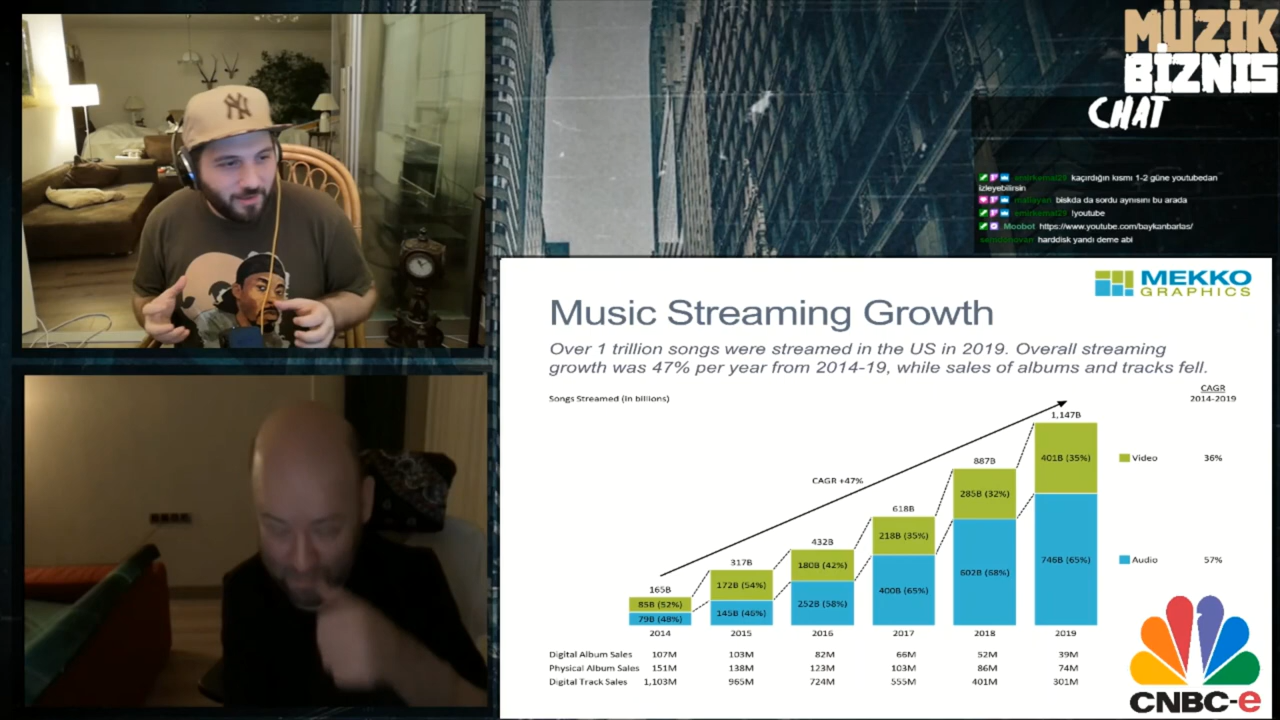 MÜZİK
BİZNIS
CHAT
emirkemal29 kaçırdığın kısmı 1-2 güne youtubedan
izleyebilirsin
biskda da sordu aynısını bu arada
emirkemal29 !youtube
Moobot https://www.youtube.com/baykanbarlas/
harddisk yandı deme abi
NY
MEKKO
GRAPHICS
Music Streaming Growth
Over 1 trillion songs were streamed in the US in 2019. Overall streaming
growth was 47% per year from 2014-19, while sales of albums and tracks fell.
Songs Streamed (in billions)
CAGR
2014-2019
1,147B
401B (35%)
Video 36%
887B
285B (32%)
CAGR +47%
618B
218B (35%)
432B
180B (42%)
317B
172B (54%)
165B
85B (52%)
79B (48%)
145B (46%)
252B (58%)
400B (65%)
602B (68%)
746B (65%)
Audio 57%
2014 2015 2016 2017 2018 2019
Digital Album Sales 107M 103M 82M 66M 52M 39M
Physical Album Sales 151M 138M 123M 103M 86M 74M
Digital Track Sales 1,103M 965M 724M 555M 401M 301M
CNBC-e